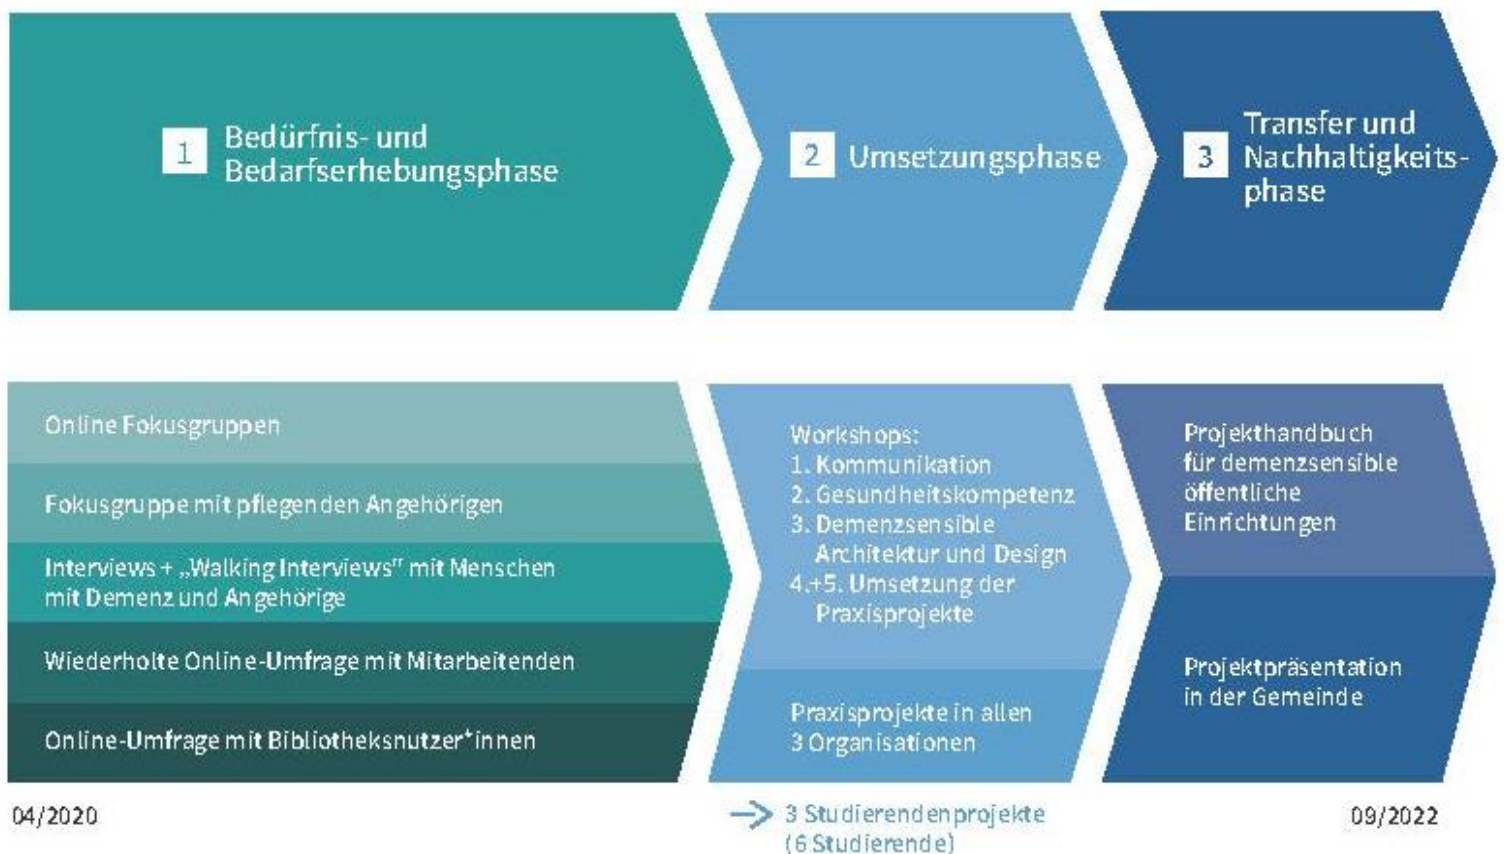 1 Bedürfnis- und
Bedarfserhebungsphase
2 Umsetzungsphase
3 Transfer und
Nachhaltigkeits-
phase
Online Fokusgruppen
Fokusgruppe mit pflegenden Angehörigen
Interviews + „Walking Interviews" mit Menschen
mit Demenz und Angehörige
Wiederholte Online-Umfrage mit Mitarbeitenden
Online-Umfrage mit Bibliotheksnutzer*innen
Workshops:
1. Kommunikation
2. Gesundheitskompetenz
3. Demenzsensible
Architektur und Design
4.+5. Umsetzung der
Praxisprojekte
Praxisprojekte in allen
3 Organisationen
Projekthandbuch
für demenzsensible
öffentliche
Einrichtungen
Projektpräsentation
in der Gemeinde
04/2020
→ 3 Studierendenprojekte
(6 Studierende)
09/2022